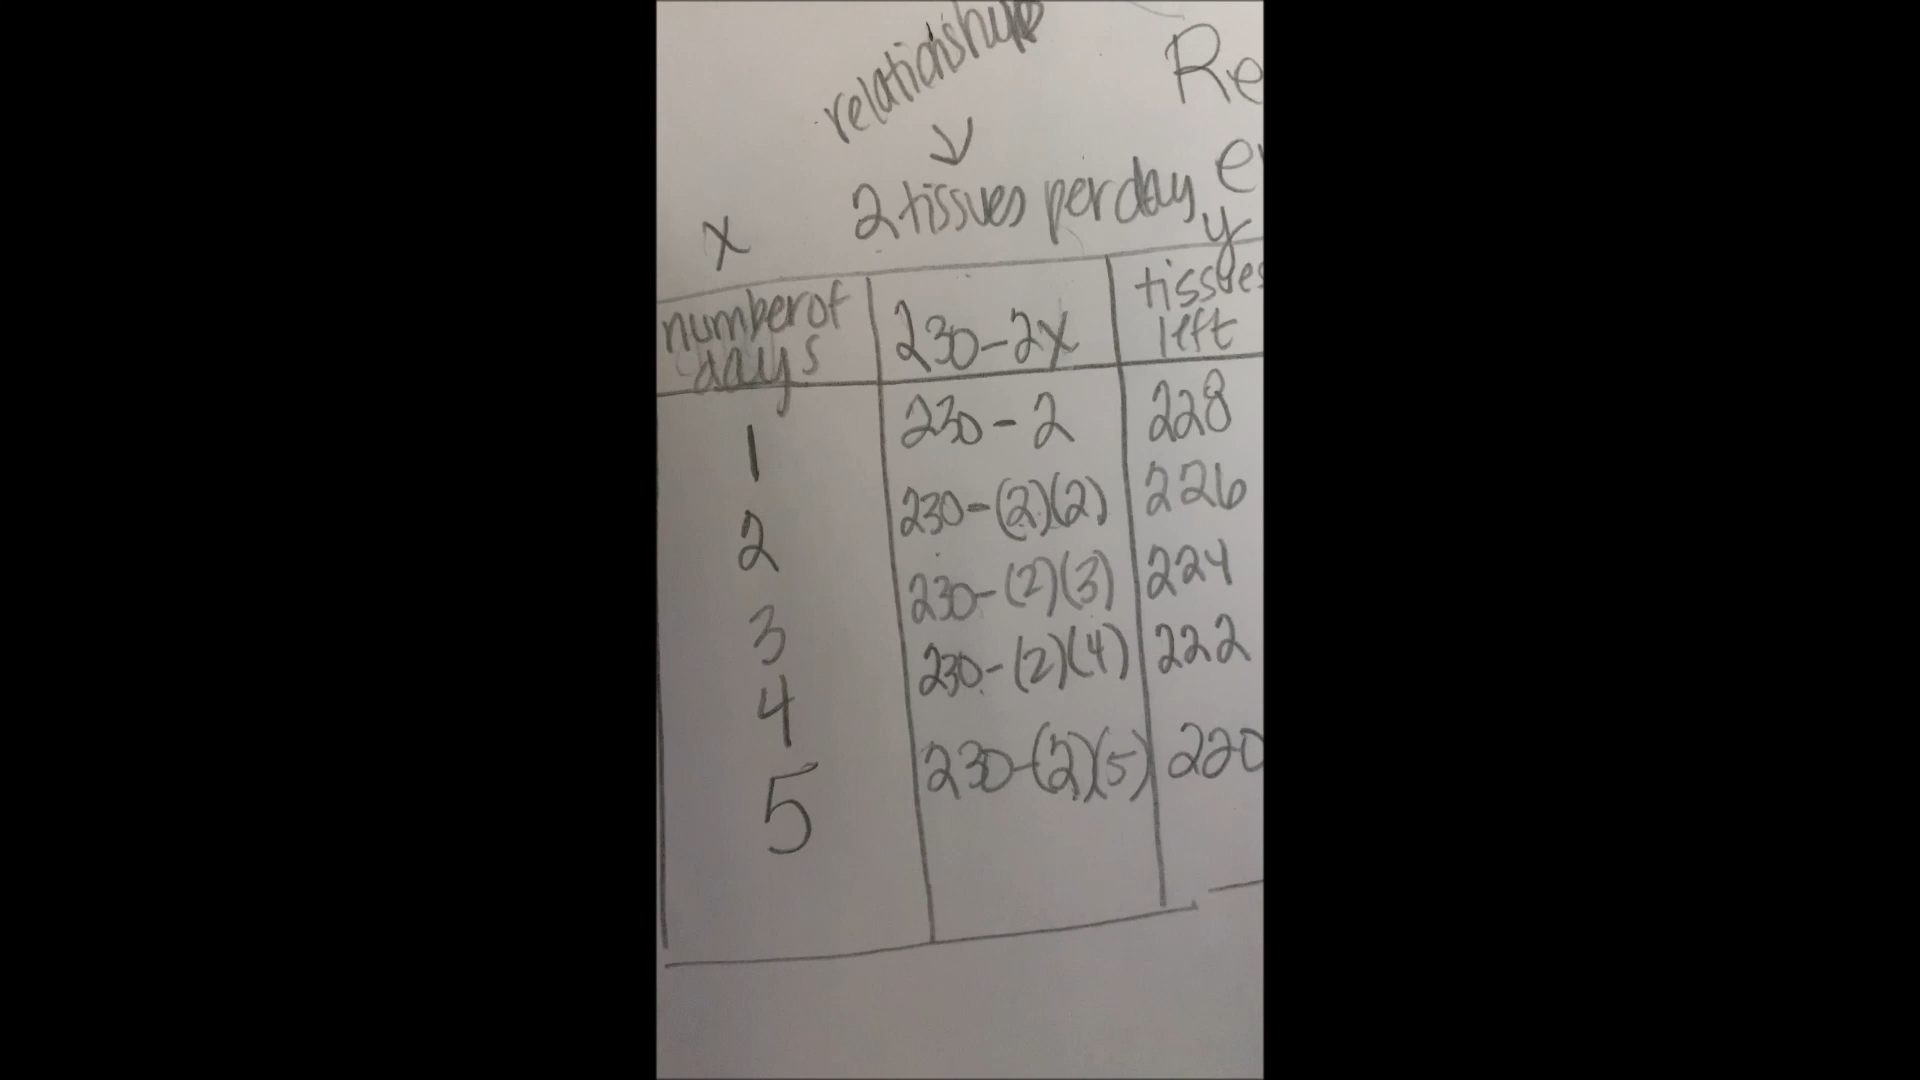 relationship
Re
2 tissues per day
x
y
number of days
230-2x
tissues left
1
230-2
228
2
230-(2)(2)
226
3
230-(2)(3)
224
4
230-(2)(4)
222
5
230-(2)(5)
220